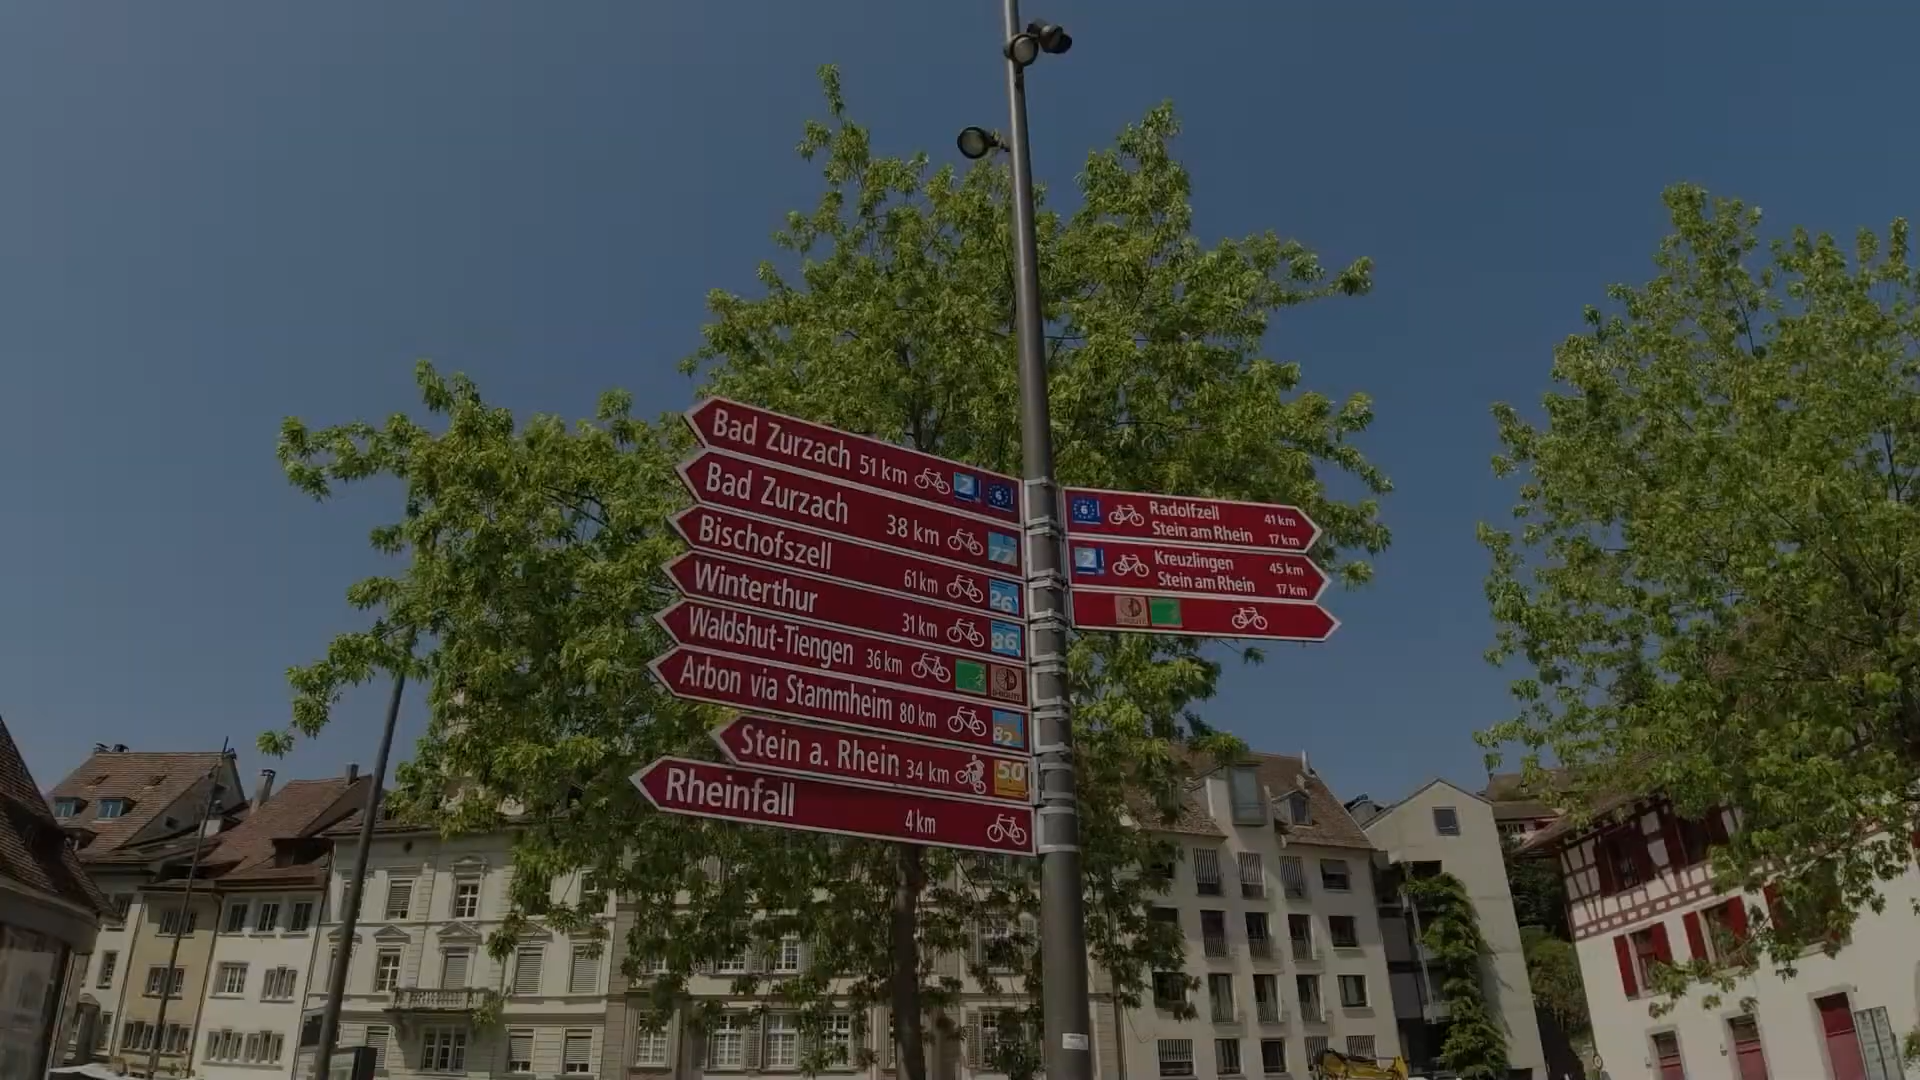 Bad Zurzach 51 km 2 6
Bad Zurzach 38 km 77
Bischofszell 61 km 26
Winterthur 31 km 86
Waldshut-Tiengen 36 km
Arbon via Stammheim 80 km 82
Stein a. Rhein 34 km 50
Rheinfall 4 km
6 Radolfzell 41 km
Stein am Rhein 17 km
2 Kreuzlingen 45 km
Stein am Rhein 17 km